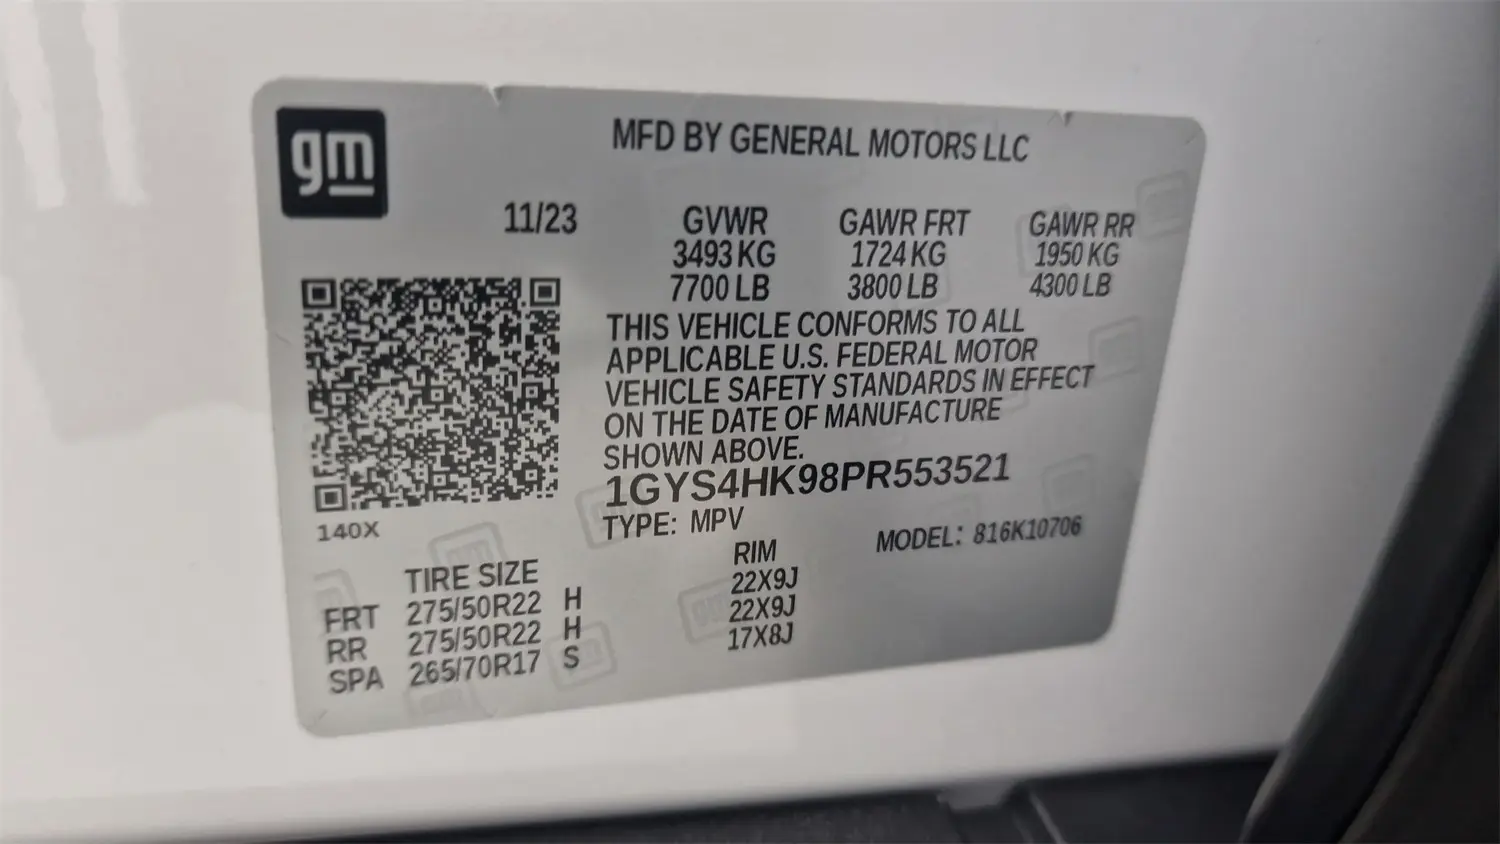 gm
MFD BY GENERAL MOTORS LLC
11/23 GVWR GAWR FRT GAWR RR
3493 KG 1724 KG 1950 KG
7700 LB 3800 LB 4300 LB
THIS VEHICLE CONFORMS TO ALL
APPLICABLE U.S. FEDERAL MOTOR
VEHICLE SAFETY STANDARDS IN EFFECT
ON THE DATE OF MANUFACTURE
SHOWN ABOVE.
1GYS4HK98PR553521
140X
TYPE: MPV MODEL: 816K10706
TIRE SIZE RIM
FRT 275/50R22 H 22X9J
RR 275/50R22 H 22X9J
SPA 265/70R17 S 17X8J